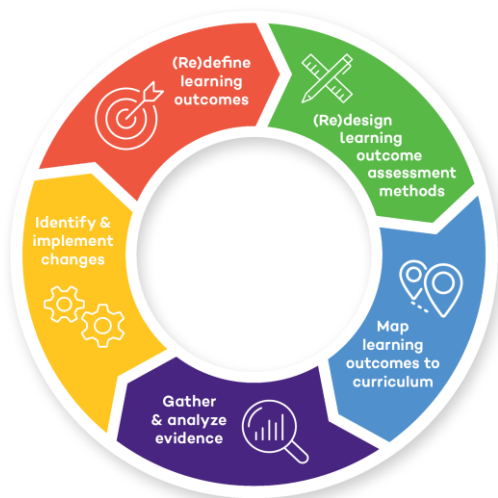 (Re)define
learning
outcomes
(Re)design
learning
outcome
assessment
methods
Map
learning
outcomes to
curriculum
Gather
& analyze
evidence
Identify &
implement
changes